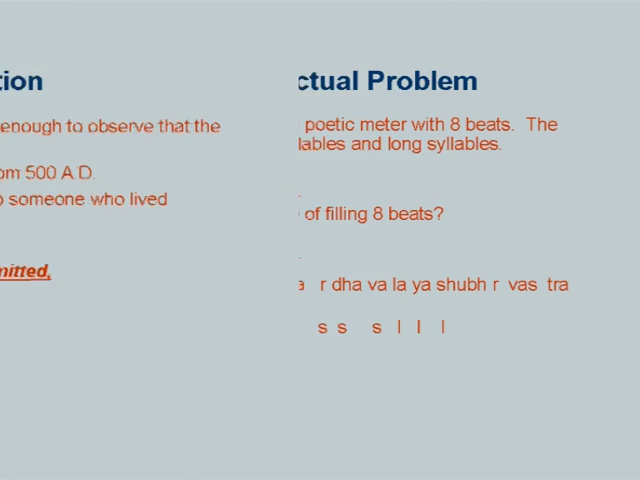 tion
enough to observe that the
om 500 A.D.
o someone who lived
mitted,
ctual Problem
poetic meter with 8 beats. The
lables and long syllables.
of filling 8 beats?
a r dha va la ya shubh r vas tra
s s s l l l